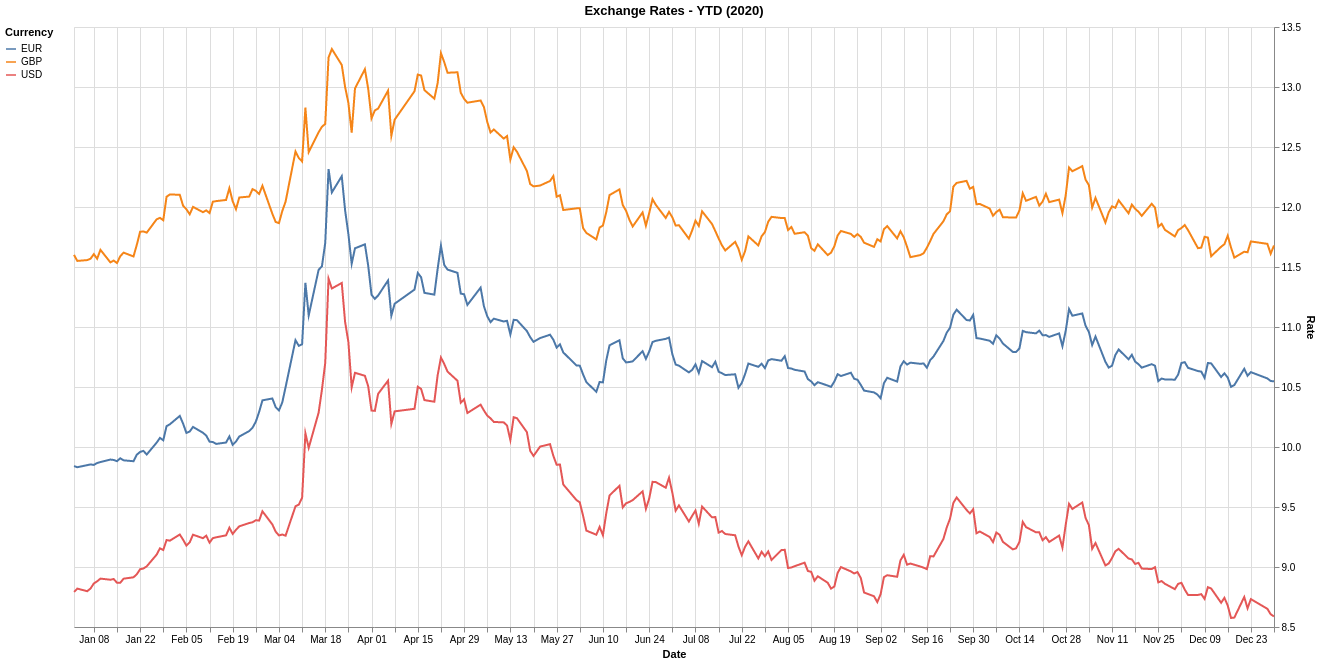 Exchange Rates - YTD (2020)
Currency
EUR
GBP
USD
13.5
13.0
12.5
12.0
11.5
11.0
10.5
10.0
9.5
9.0
8.5
Rate
Jan 08 Jan 22 Feb 05 Feb 19 Mar 04 Mar 18 Apr 01 Apr 15 Apr 29 May 13 May 27 Jun 10 Jun 24 Jul 08 Jul 22 Aug 05 Aug 19 Sep 02 Sep 16 Sep 30 Oct 14 Oct 28 Nov 11 Nov 25 Dec 09 Dec 23
Date